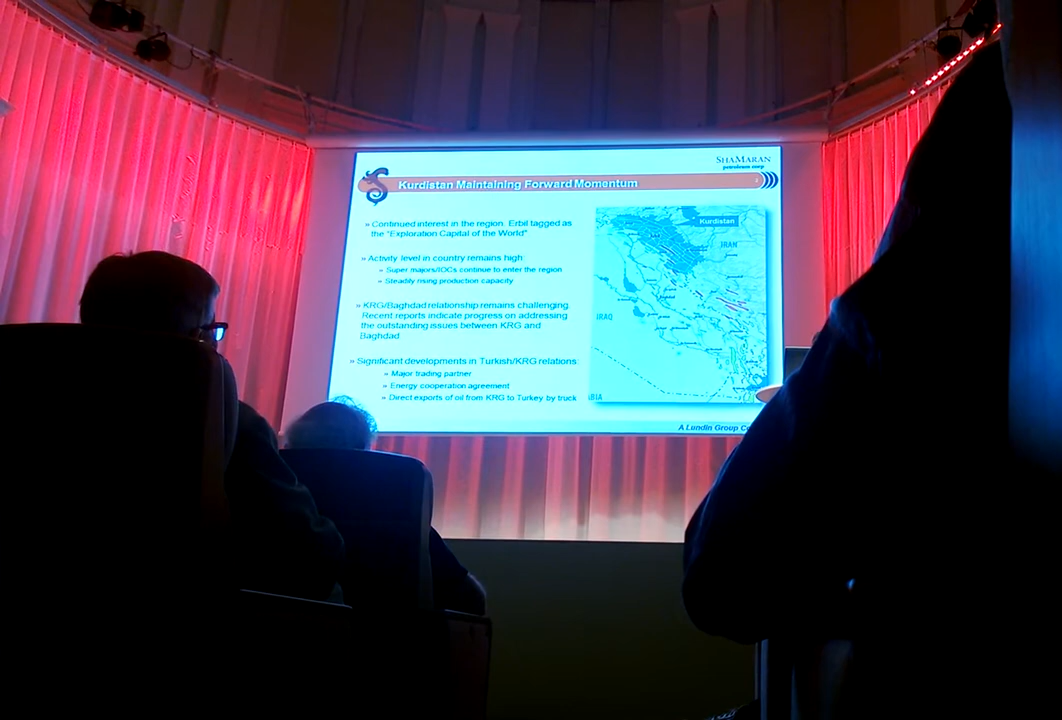 SHAMARAN
petroleum corp
Kurdistan Maintaining Forward Momentum
» Continued interest in the region. Erbil tagged as
the "Exploration Capital of the World"
» Activity level in country remains high:
» Super majors/IOCs continue to enter the region
» Steadily rising production capacity
» KRG/Baghdad relationship remains challenging.
Recent reports indicate progress on addressing
the outstanding issues between KRG and
Baghdad
» Significant developments in Turkish/KRG relations:
» Major trading partner
» Energy cooperation agreement
» Direct exports of oil from KRG to Turkey by truck
Kurdistan
IRAN
IRAQ
BIA
A Lundin Group